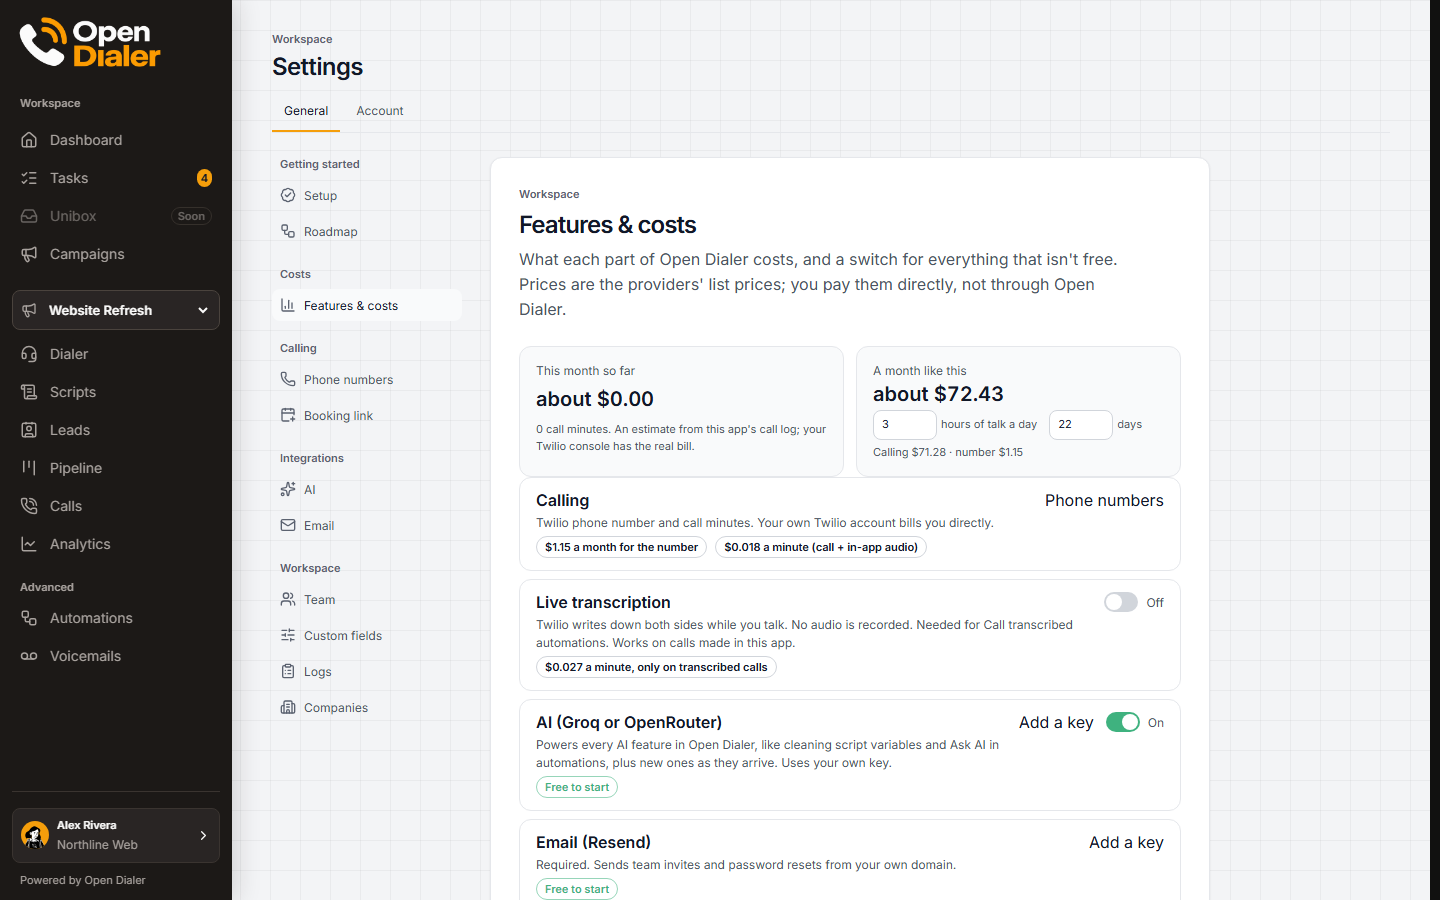 Open
Dialer
Workspace
Dashboard
Tasks 4
Unibox Soon
Campaigns
Website Refresh
Dialer
Scripts
Leads
Pipeline
Calls
Analytics
Advanced
Automations
Voicemails
Alex Rivera
Northline Web
Powered by Open Dialer
Workspace
Settings
General Account
Getting started
Setup
Roadmap
Costs
Features & costs
Calling
Phone numbers
Booking link
Integrations
AI
Email
Workspace
Team
Custom fields
Logs
Companies
Workspace
Features & costs
What each part of Open Dialer costs, and a switch for everything that isn't free.
Prices are the providers' list prices; you pay them directly, not through Open
Dialer.
This month so far
about $0.00
0 call minutes. An estimate from this app's call log; your
Twilio console has the real bill.
A month like this
about $72.43
3 hours of talk a day 22 days
Calling $71.28 · number $1.15
Calling Phone numbers
Twilio phone number and call minutes. Your own Twilio account bills you directly.
$1.15 a month for the number $0.018 a minute (call + in-app audio)
Live transcription Off
Twilio writes down both sides while you talk. No audio is recorded. Needed for Call transcribed
automations. Works on calls made in this app.
$0.027 a minute, only on transcribed calls
AI (Groq or OpenRouter) Add a key On
Powers every AI feature in Open Dialer, like cleaning script variables and Ask AI in
automations, plus new ones as they arrive. Uses your own key.
Free to start
Email (Resend) Add a key
Required. Sends team invites and password resets from your own domain.
Free to start